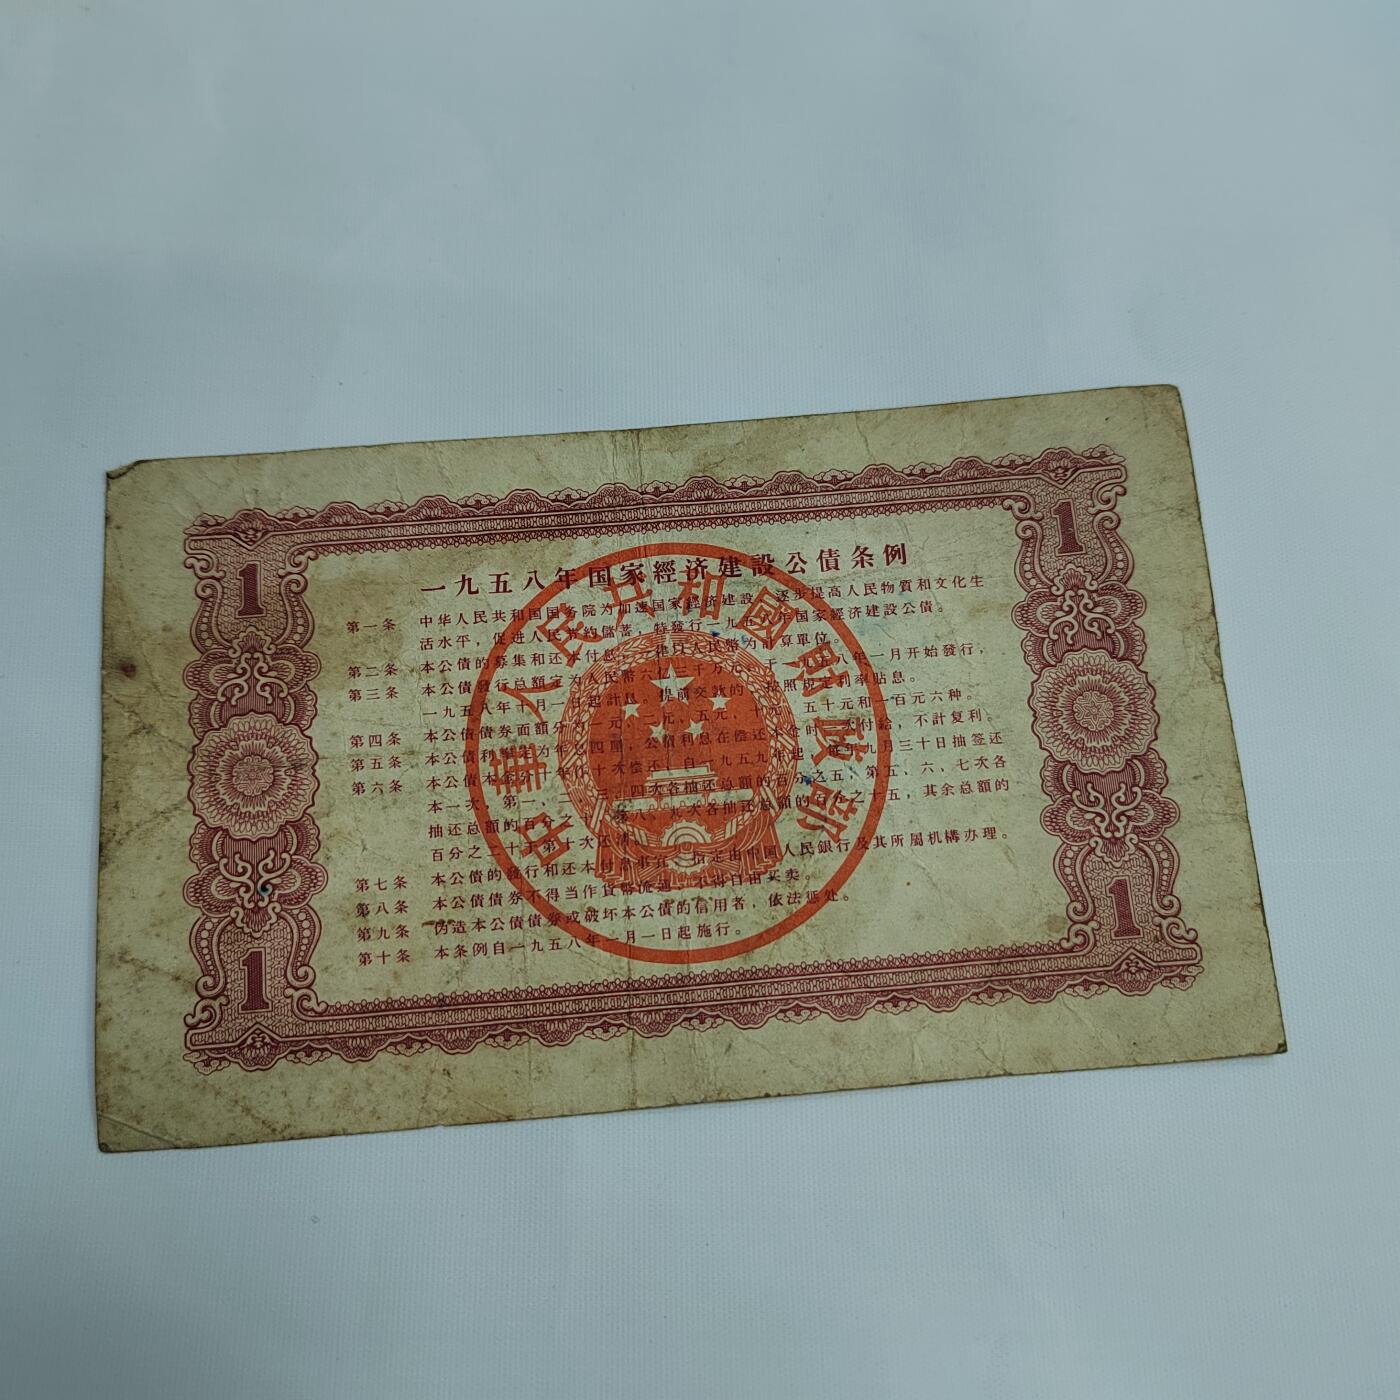 一九五八年国家經济建設公債条例
第一条 中华人民共和国国务院为加速国家經济建設，逐步提高人民物質和文化生
活水平，促进人民节約儲蓄，特發行一九五八年国家經济建設公債。
第二条 本公債的募集和还本付息，一律以人民幣为計算單位。
第三条 本公債發行总額定为人民幣六亿三千万元，于一九五八年一月开始發行，
一九五八年十月一日起計息。提前交款的，按照規定利率貼息。
第四条 本公債債券面額分为一元、二元、五元、十元、五十元和一百元六种。
第五条 本公債利率定为年息四厘，公債利息在偿还本金的时一次付給，不計复利。
第六条 本公債本金分十年作十次偿还，自一九五九年起，每年九月三十日抽签还
本一次，第一、二、三、四次各抽还总額的百分之五；第五、六、七次各
抽还总額的百分之十；第八、九次各抽还总額的百分之十五，其余总額的
百分之二十于第十次还清。
第七条 本公債的發行和还本付息事宜，指定由中国人民銀行及其所屬机構办理。
第八条 本公債債券不得当作貨幣流通，不得自由买卖。
第九条 伪造本公債債券或破坏本公債的信用者，依法惩处。
第十条 本条例自一九五八年一月一日起施行。
中華人民共和國財政部
1
1
1
1